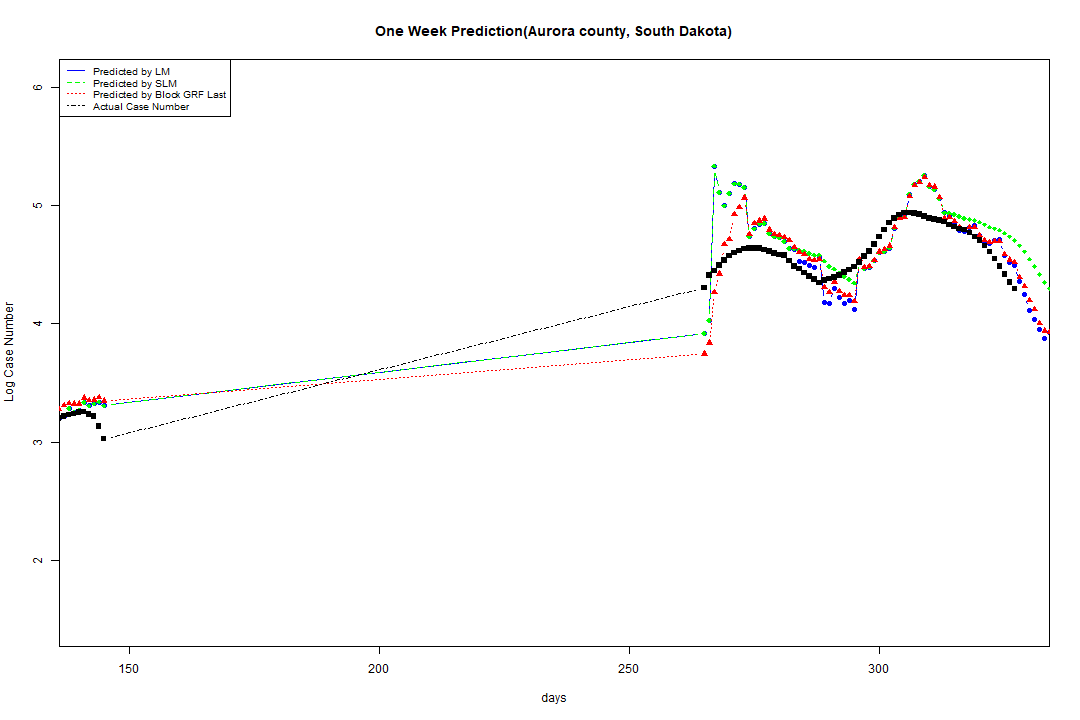 One Week Prediction(Aurora county, South Dakota)
Predicted by LM
Predicted by SLM
Predicted by Block GRF Last
Actual Case Number
6
5
4
3
2
Log Case Number
150 200 250 300
days